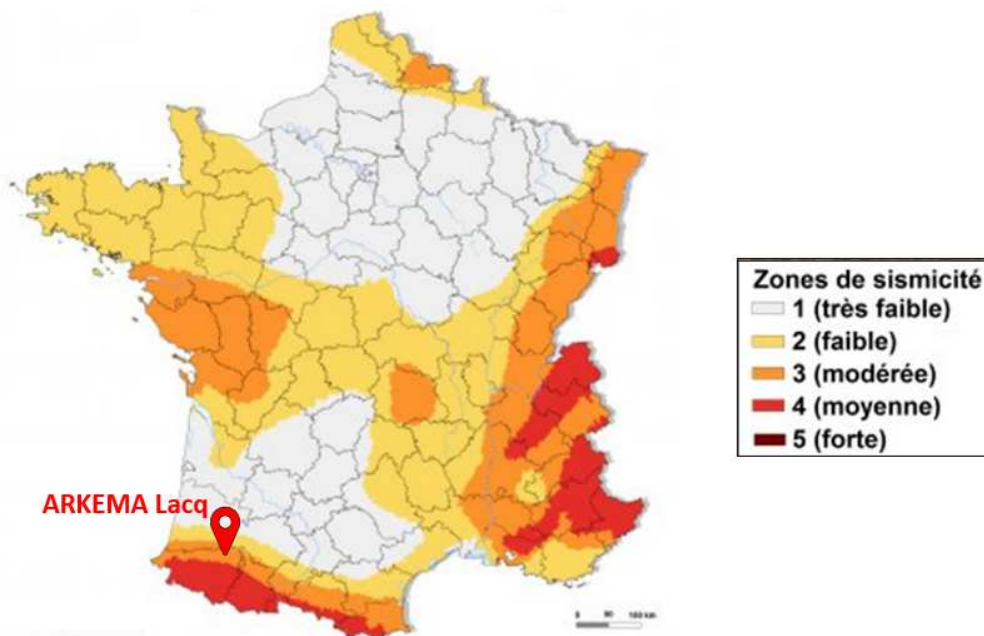 Zones de sismicité
1 (très faible)
2 (faible)
3 (modérée)
4 (moyenne)
5 (forte)
ARKEMA Lacq